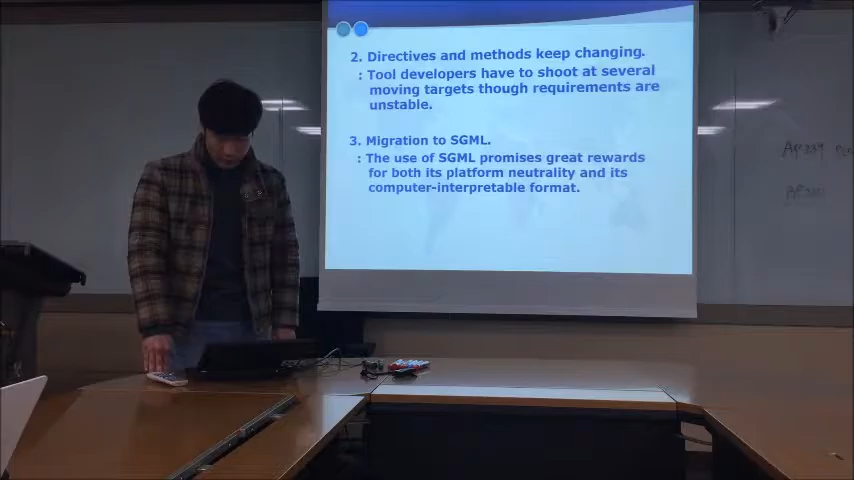 2. Directives and methods keep changing.
: Tool developers have to shoot at several
moving targets though requirements are
unstable.
3. Migration to SGML.
: The use of SGML promises great rewards
for both its platform neutrality and its
computer-interpretable format.